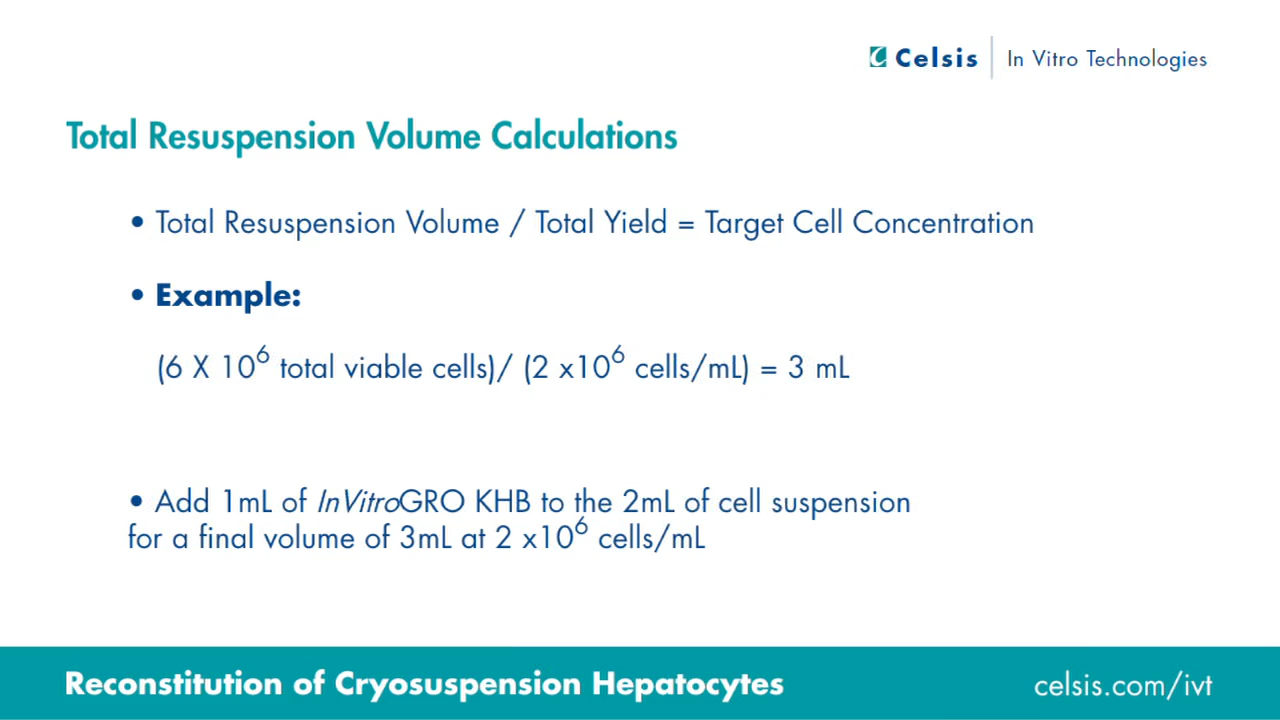 Celsis | In Vitro Technologies
Total Resuspension Volume Calculations
• Total Resuspension Volume / Total Yield = Target Cell Concentration
• Example:
(6 X 10⁶ total viable cells)/ (2 x10⁶ cells/mL) = 3 mL
• Add 1mL of InVitroGRO KHB to the 2mL of cell suspension
for a final volume of 3mL at 2 x10⁶ cells/mL
Reconstitution of Cryosuspension Hepatocytes
celsis.com/ivt